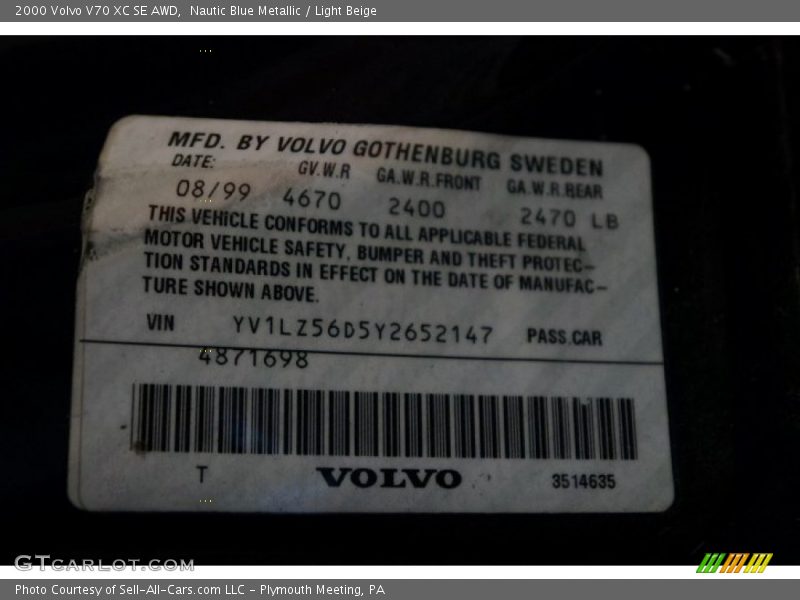 2000 Volvo V70 XC SE AWD,  Nautic Blue Metallic / Light Beige
MFD. BY VOLVO GOTHENBURG SWEDEN
DATE: GV.W.R GA.W.R.FRONT GA.W.R.REAR
08/99 4670 2400 2470 LB
THIS VEHICLE CONFORMS TO ALL APPLICABLE FEDERAL
MOTOR VEHICLE SAFETY, BUMPER AND THEFT PROTEC-
TION STANDARDS IN EFFECT ON THE DATE OF MANUFAC-
TURE SHOWN ABOVE.
VIN YV1LZ56D5Y2652147 PASS.CAR
4871698
T VOLVO 3514635
GTCARLOT.COM
Photo Courtesy of Sell-All-Cars.com LLC - Plymouth Meeting, PA